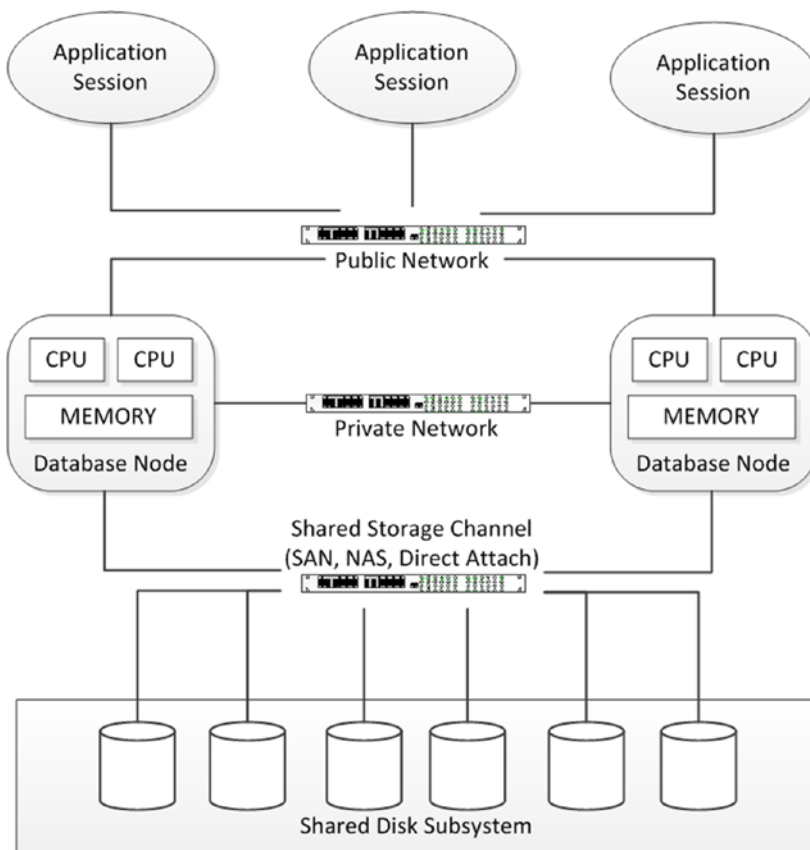 Application
Session
Application
Session
Application
Session
Public Network
CPU
CPU
MEMORY
Database Node
Private Network
CPU
CPU
MEMORY
Database Node
Shared Storage Channel
(SAN, NAS, Direct Attach)
Shared Disk Subsystem